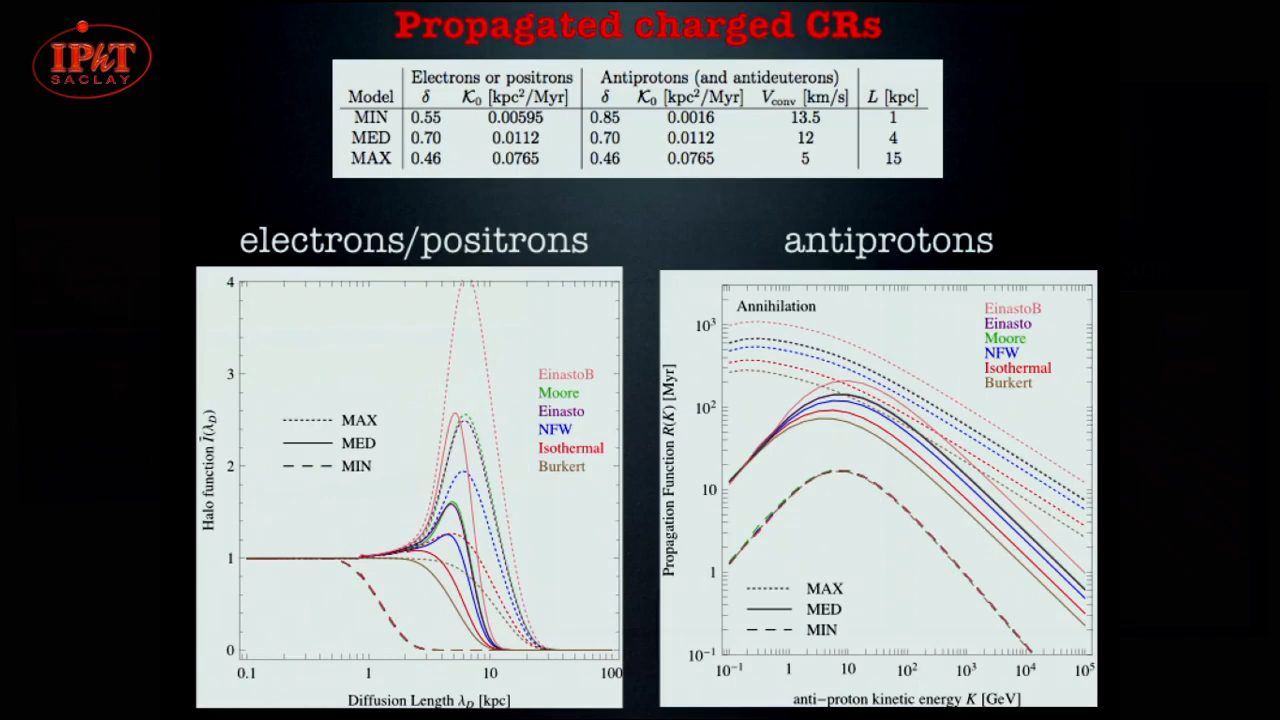 Propagated charged CRs
IPhT
SACLAY
Electrons or positrons Antiprotons (and antideuterons)
Model δ K₀ [kpc²/Myr] δ K₀ [kpc²/Myr] Vconv [km/s] L [kpc]
MIN 0.55 0.00595 0.85 0.0016 13.5 1
MED 0.70 0.0112 0.70 0.0112 12 4
MAX 0.46 0.0765 0.46 0.0765 5 15
electrons/positrons
4
3
2
1
0
Halo function Ĩ(λD)
MAX
MED
MIN
EinastoB
Moore
Einasto
NFW
Isothermal
Burkert
0.1 1 10 100
Diffusion Length λD [kpc]
antiprotons
Annihilation
EinastoB
Einasto
Moore
NFW
Isothermal
Burkert
10³
10²
10
1
10⁻¹
Propagation Function R(K) [Myr]
MAX
MED
MIN
10⁻¹ 1 10 10² 10³ 10⁴ 10⁵
anti−proton kinetic energy K [GeV]